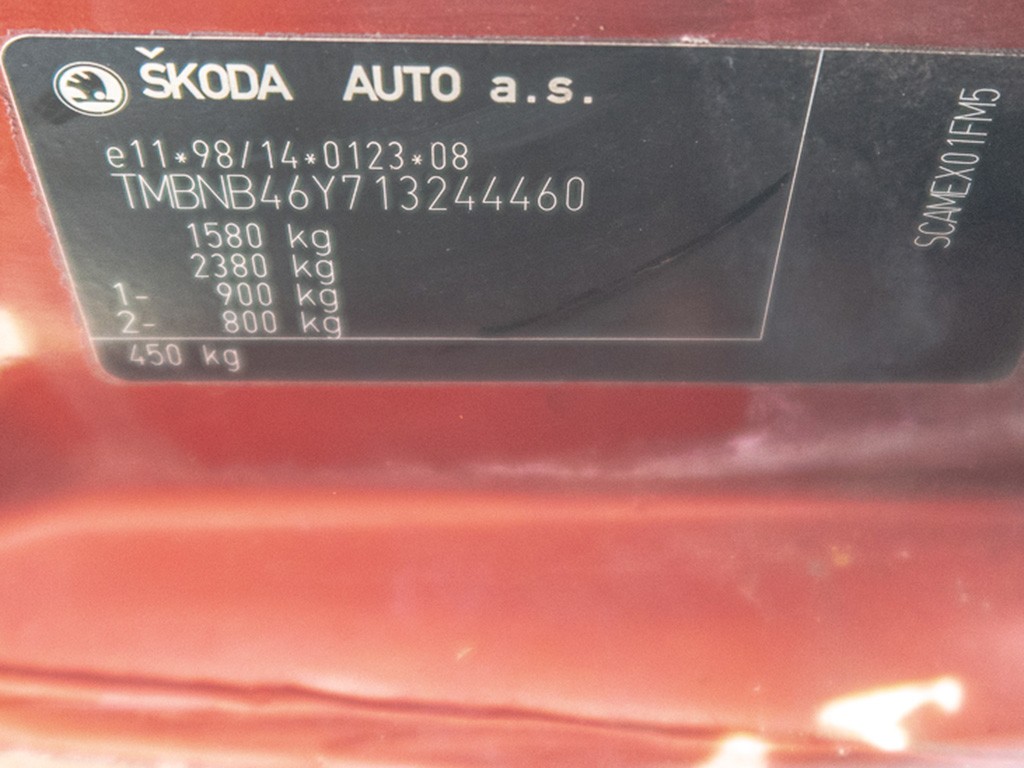 ŠKODA AUTO a.s.
e11*98/14*0123*08
TMBNB46Y713244460
1580 kg
2380 kg
1- 900 kg
2- 800 kg
450 kg
SCAMEX01FM5